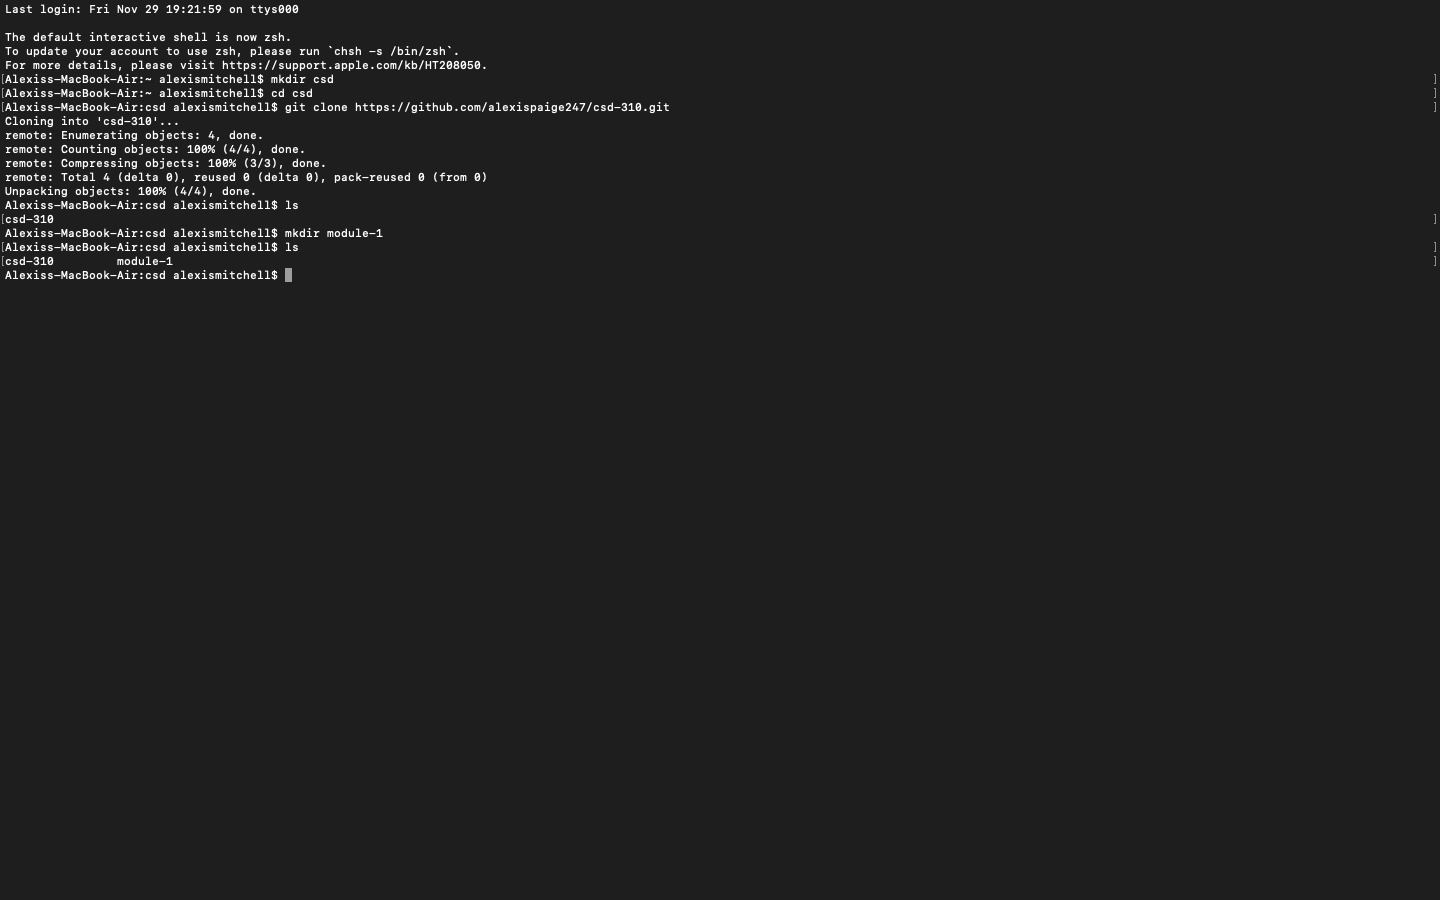 Last login: Fri Nov 29 19:21:59 on ttys000

The default interactive shell is now zsh.
To update your account to use zsh, please run `chsh -s /bin/zsh`.
For more details, please visit https://support.apple.com/kb/HT208050.
[Alexiss-MacBook-Air:~ alexismitchell$ mkdir csd ]
[Alexiss-MacBook-Air:~ alexismitchell$ cd csd ]
[Alexiss-MacBook-Air:csd alexismitchell$ git clone https://github.com/alexispaige247/csd-310.git ]
Cloning into 'csd-310'...
remote: Enumerating objects: 4, done.
remote: Counting objects: 100% (4/4), done.
remote: Compressing objects: 100% (3/3), done.
remote: Total 4 (delta 0), reused 0 (delta 0), pack-reused 0 (from 0)
Unpacking objects: 100% (4/4), done.
Alexiss-MacBook-Air:csd alexismitchell$ ls
[csd-310 ]
Alexiss-MacBook-Air:csd alexismitchell$ mkdir module-1
[Alexiss-MacBook-Air:csd alexismitchell$ ls ]
[csd-310         module-1 ]
Alexiss-MacBook-Air:csd alexismitchell$